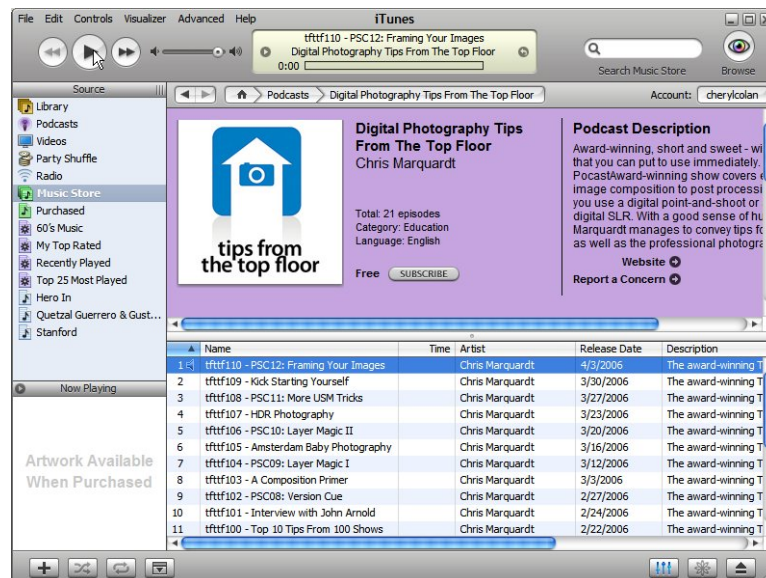 File Edit Controls Visualizer Advanced Help
iTunes
tfttf110 - PSC12: Framing Your Images
Digital Photography Tips From The Top Floor
0:00
Search Music Store
Browse
Source
Podcasts Digital Photography Tips From The Top Floor
Account: cherylcolan
Library
Podcasts
Videos
Party Shuffle
Radio
Music Store
Purchased
60's Music
My Top Rated
Recently Played
Top 25 Most Played
Hero In
Quetzal Guerrero & Gust...
Stanford
Now Playing
Artwork Available
When Purchased
tips from
the top floor
Digital Photography Tips
From The Top Floor
Chris Marquardt
Total: 21 episodes
Category: Education
Language: English
Free SUBSCRIBE
Podcast Description
Award-winning, short and sweet - wi
that you can put to use immediately.
PocastAward-winning show covers e
image composition to post processi
you use a digital point-and-shoot or
digital SLR. With a good sense of hu
Marquardt manages to convey tips fo
as well as the professional photogra
Website
Report a Concern
Name Time Artist Release Date Description
1 tfttf110 - PSC12: Framing Your Images Chris Marquardt 4/3/2006 The award-winning T
2 tfttf109 - Kick Starting Yourself Chris Marquardt 3/30/2006 The award-winning T
3 tfttf108 - PSC11: More USM Tricks Chris Marquardt 3/27/2006 The award-winning T
4 tfttf107 - HDR Photography Chris Marquardt 3/23/2006 The award-winning T
5 tfttf106 - PSC10: Layer Magic II Chris Marquardt 3/20/2006 The award-winning T
6 tfttf105 - Amsterdam Baby Photography Chris Marquardt 3/16/2006 The award-winning T
7 tfttf104 - PSC09: Layer Magic I Chris Marquardt 3/12/2006 The award-winning T
8 tfttf103 - A Composition Primer Chris Marquardt 3/3/2006 The award-winning T
9 tfttf102 - PSC08: Version Cue Chris Marquardt 2/27/2006 The award-winning T
10 tfttf101 - Interview with John Arnold Chris Marquardt 2/24/2006 The award-winning T
11 tfttf100 - Top 10 Tips From 100 Shows Chris Marquardt 2/22/2006 The award-winning T